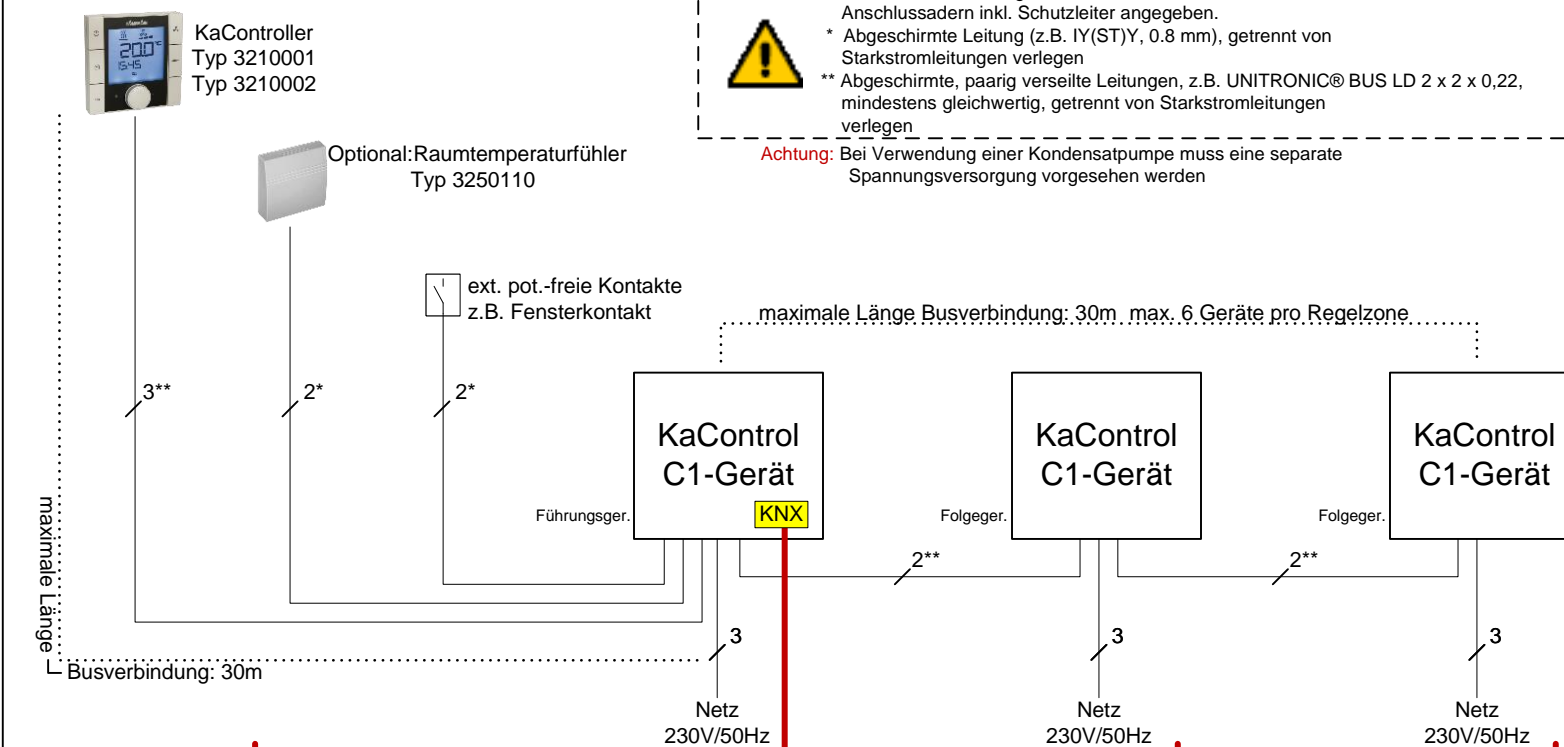 KaController
Typ 3210001
Typ 3210002
20.0°C
15:45
Anschlussadern inkl. Schutzleiter angegeben.
* Abgeschirmte Leitung (z.B. IY(ST)Y, 0.8 mm), getrennt von
Starkstromleitungen verlegen
** Abgeschirmte, paarig verseilte Leitungen, z.B. UNITRONIC® BUS LD 2 x 2 x 0,22,
mindestens gleichwertig, getrennt von Starkstromleitungen
verlegen
Achtung: Bei Verwendung einer Kondensatpumpe muss eine separate
Spannungsversorgung vorgesehen werden
Optional:Raumtemperaturfühler
Typ 3250110
ext. pot.-freie Kontakte
z.B. Fensterkontakt
maximale Länge Busverbindung: 30m max. 6 Geräte pro Regelzone
3**
2*
2*
KaControl
C1-Gerät
KaControl
C1-Gerät
KaControl
C1-Gerät
Führungsger.
KNX
Folgeger.
Folgeger.
2**
2**
maximale Länge
Busverbindung: 30m
3
3
3
Netz
230V/50Hz
Netz
230V/50Hz
Netz
230V/50Hz